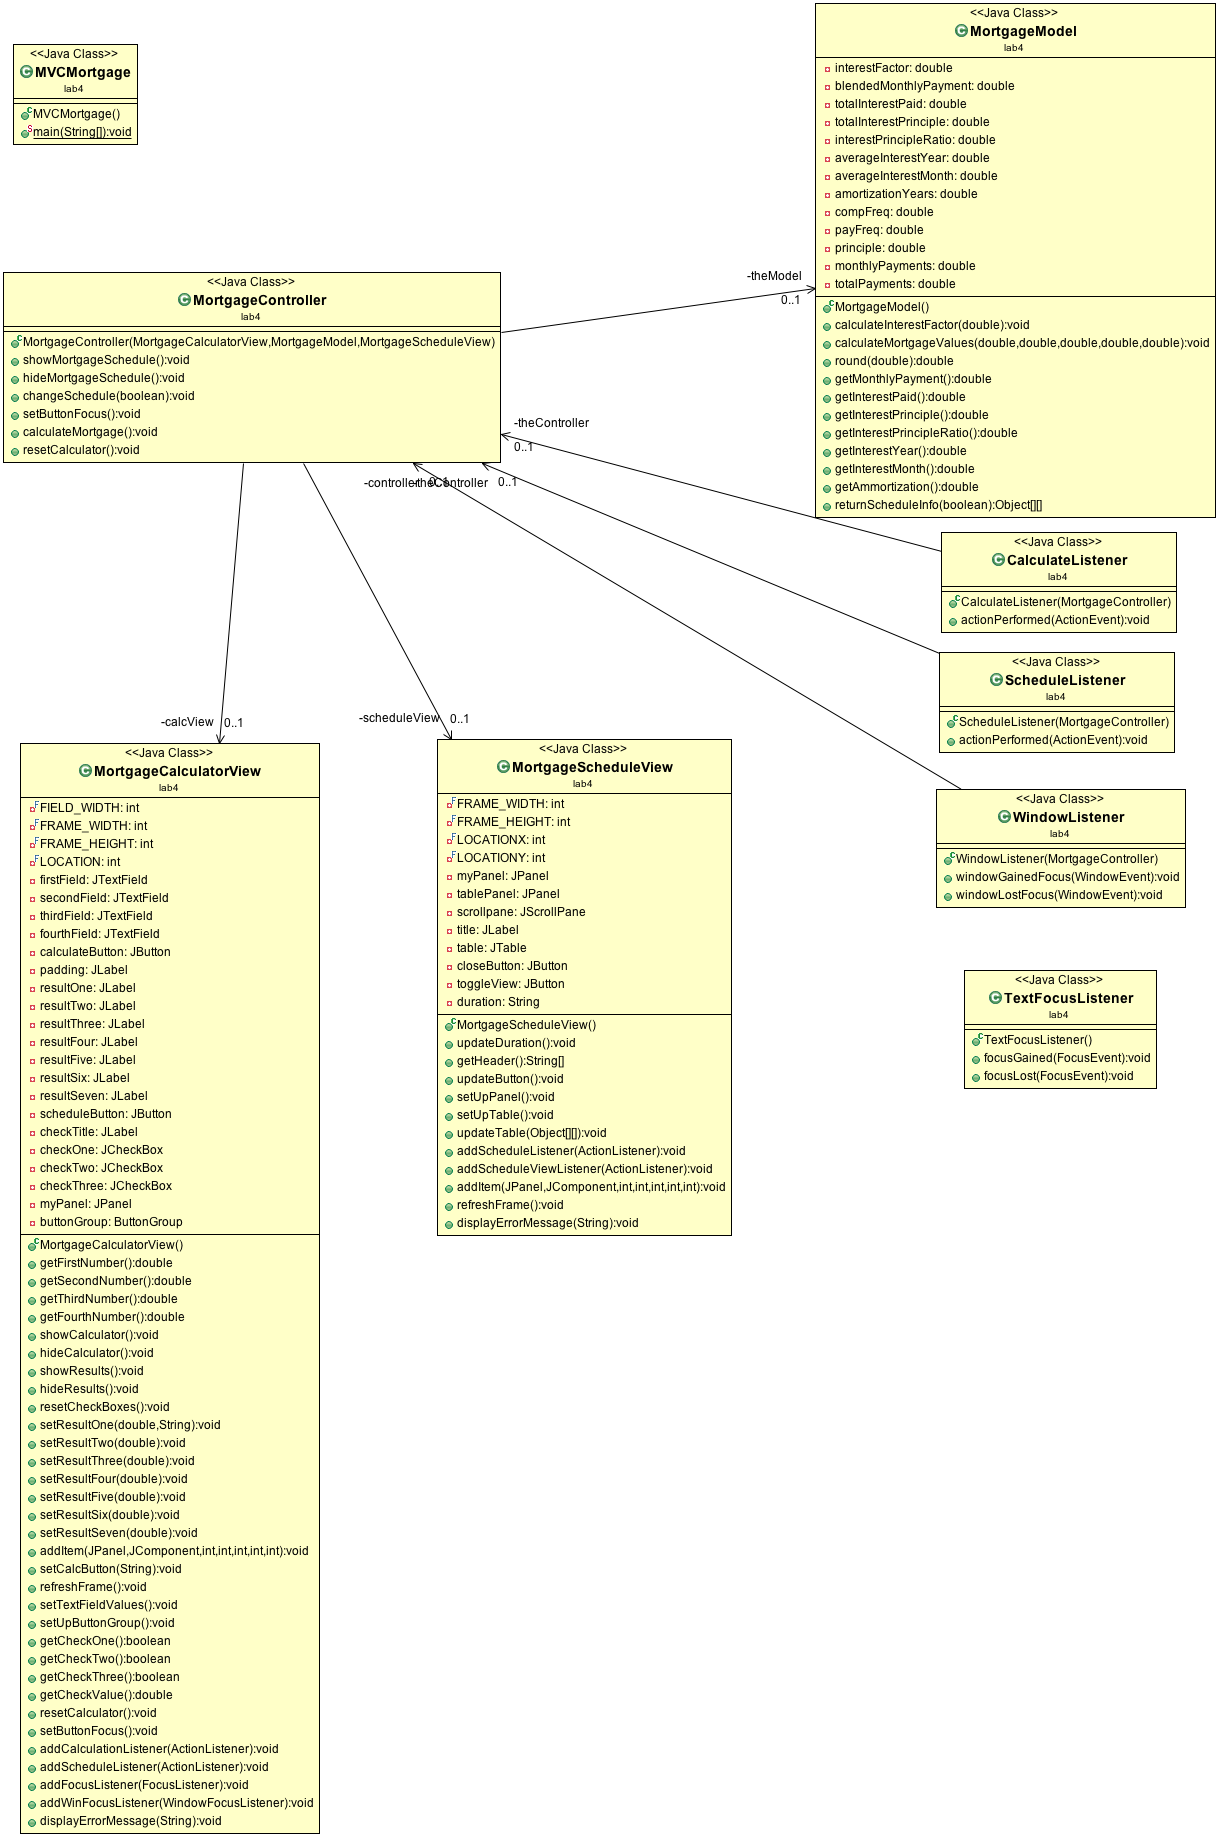 <<Java Class>>
MVCMortgage
lab4
MVCMortgage()
main(String[]):void
<<Java Class>>
MortgageModel
lab4
interestFactor: double
blendedMonthlyPayment: double
totalInterestPaid: double
totalInterestPrinciple: double
interestPrincipleRatio: double
averageInterestYear: double
averageInterestMonth: double
amortizationYears: double
compFreq: double
payFreq: double
principle: double
monthlyPayments: double
totalPayments: double
MortgageModel()
calculateInterestFactor(double):void
calculateMortgageValues(double,double,double,double,double):void
round(double):double
getMonthlyPayment():double
getInterestPaid():double
getInterestPrinciple():double
getInterestPrincipleRatio():double
getInterestYear():double
getInterestMonth():double
getAmmortization():double
returnScheduleInfo(boolean):Object[][]
<<Java Class>>
MortgageController
lab4
MortgageController(MortgageCalculatorView,MortgageModel,MortgageScheduleView)
showMortgageSchedule():void
hideMortgageSchedule():void
changeSchedule(boolean):void
setButtonFocus():void
calculateMortgage():void
resetCalculator():void
-theModel
0..1
-theController
0..1
-controller
0..1
-theController
0..1
-calcView
0..1
-scheduleView
0..1
<<Java Class>>
CalculateListener
lab4
CalculateListener(MortgageController)
actionPerformed(ActionEvent):void
<<Java Class>>
ScheduleListener
lab4
ScheduleListener(MortgageController)
actionPerformed(ActionEvent):void
<<Java Class>>
WindowListener
lab4
WindowListener(MortgageController)
windowGainedFocus(WindowEvent):void
windowLostFocus(WindowEvent):void
<<Java Class>>
TextFocusListener
lab4
TextFocusListener()
focusGained(FocusEvent):void
focusLost(FocusEvent):void
<<Java Class>>
MortgageCalculatorView
lab4
FIELD_WIDTH: int
FRAME_WIDTH: int
FRAME_HEIGHT: int
LOCATION: int
firstField: JTextField
secondField: JTextField
thirdField: JTextField
fourthField: JTextField
calculateButton: JButton
padding: JLabel
resultOne: JLabel
resultTwo: JLabel
resultThree: JLabel
resultFour: JLabel
resultFive: JLabel
resultSix: JLabel
resultSeven: JLabel
scheduleButton: JButton
checkTitle: JLabel
checkOne: JCheckBox
checkTwo: JCheckBox
checkThree: JCheckBox
myPanel: JPanel
buttonGroup: ButtonGroup
MortgageCalculatorView()
getFirstNumber():double
getSecondNumber():double
getThirdNumber():double
getFourthNumber():double
showCalculator():void
hideCalculator():void
showResults():void
hideResults():void
resetCheckBoxes():void
setResultOne(double,String):void
setResultTwo(double):void
setResultThree(double):void
setResultFour(double):void
setResultFive(double):void
setResultSix(double):void
setResultSeven(double):void
addItem(JPanel,JComponent,int,int,int,int,int):void
setCalcButton(String):void
refreshFrame():void
setTextFieldValues():void
setUpButtonGroup():void
getCheckOne():boolean
getCheckTwo():boolean
getCheckThree():boolean
getCheckValue():double
resetCalculator():void
setButtonFocus():void
addCalculationListener(ActionListener):void
addScheduleListener(ActionListener):void
addFocusListener(FocusListener):void
addWinFocusListener(WindowFocusListener):void
displayErrorMessage(String):void
<<Java Class>>
MortgageScheduleView
lab4
FRAME_WIDTH: int
FRAME_HEIGHT: int
LOCATIONX: int
LOCATIONY: int
myPanel: JPanel
tablePanel: JPanel
scrollpane: JScrollPane
title: JLabel
table: JTable
closeButton: JButton
toggleView: JButton
duration: String
MortgageScheduleView()
updateDuration():void
getHeader():String[]
updateButton():void
setUpPanel():void
setUpTable():void
updateTable(Object[][]):void
addScheduleListener(ActionListener):void
addScheduleViewListener(ActionListener):void
addItem(JPanel,JComponent,int,int,int,int,int):void
refreshFrame():void
displayErrorMessage(String):void